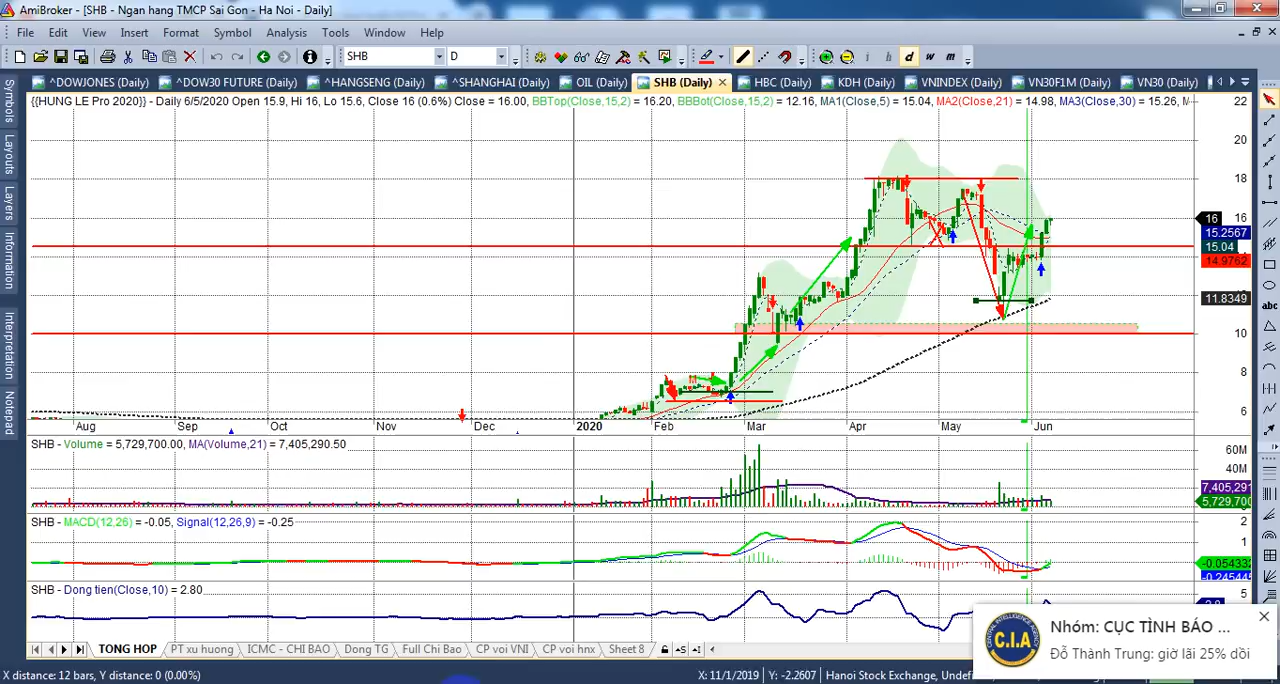 AmiBroker - [SHB - Ngan hang TMCP Sai Gon - Ha Noi - Daily]
File Edit View Insert Format Symbol Analysis Tools Window Help
SHB D d w m
^DOWJONES (Daily) ^DOW30 FUTURE (Daily) ^HANGSENG (Daily) ^SHANGHAI (Daily) OIL (Daily) SHB (Daily) HBC (Daily) KDH (Daily) VNINDEX (Daily) VN30F1M (Daily) VN30 (Daily)
{{HUNG LE Pro 2020}} - Daily 6/5/2020 Open 15.9, Hi 16, Lo 15.6, Close 16 (0.6%) Close = 16.00, BBTop(Close,15,2) = 16.20, BBBot(Close,15,2) = 12.16, MA1(Close,5) = 15.04, MA2(Close,21) = 14.98, MA3(Close,30) = 15.26, M
Symbols
Layouts
Layers
Information
Interpretation
Notepad
abc
22
20
18
16
16
15.2567
15.04
14.9762
11.8349
10
8
6
Aug Sep Oct Nov Dec 2020 Feb Mar Apr May Jun
SHB - Volume = 5,729,700.00, MA(Volume,21) = 7,405,290.50
60M
40M
7,405,291
5,729,700
SHB - MACD(12,26) = -0.05, Signal(12,26,9) = -0.25
2
1
-0.054332
-0.245445
SHB - Dong tien(Close,10) = 2.80
5
TONG HOP PT xu huong ICMC - CHI BAO Dong TG Full Chi Bao CP voi VNI CP voi hnx Sheet 8
Nhóm: CỤC TÌNH BÁO ...
Đỗ Thành Trung: giờ lãi 25% dồi
C.I.A
X distance: 12 bars, Y distance: 0 (0.00%) X: 11/1/2019 Y: -2.2607 Hanoi Stock Exchange, Undef